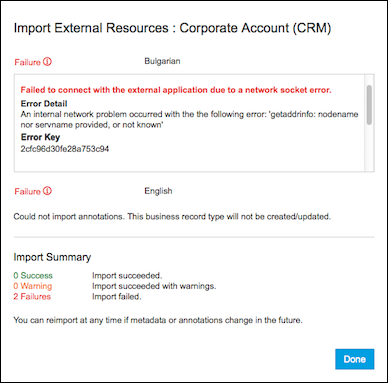 Import External Resources : Corporate Account (CRM)
Failure Bulgarian
Failed to connect with the external application due to a network socket error.
Error Detail
An internal network problem occurred with the the following error: 'getaddrinfo: nodename
nor servname provided, or not known'
Error Key
2cfc96d30fe28a753c94
Failure English
Could not import annotations. This business record type will not be created/updated.
Import Summary
0 Success Import succeeded.
0 Warning Import succeeded with warnings.
2 Failures Import failed.
You can reimport at any time if metadata or annotations change in the future.
Done